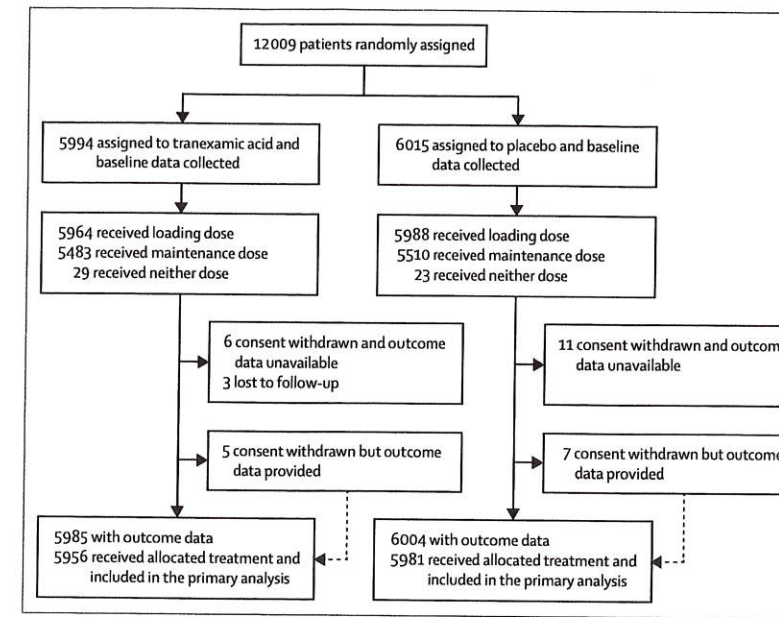 12009 patients randomly assigned
5994 assigned to tranexamic acid and
baseline data collected
6015 assigned to placebo and baseline
data collected
5964 received loading dose
5483 received maintenance dose
29 received neither dose
5988 received loading dose
5510 received maintenance dose
23 received neither dose
6 consent withdrawn and outcome
data unavailable
3 lost to follow-up
11 consent withdrawn and outcome
data unavailable
5 consent withdrawn but outcome
data provided
7 consent withdrawn but outcome
data provided
5985 with outcome data
5956 received allocated treatment and
included in the primary analysis
6004 with outcome data
5981 received allocated treatment and
included in the primary analysis